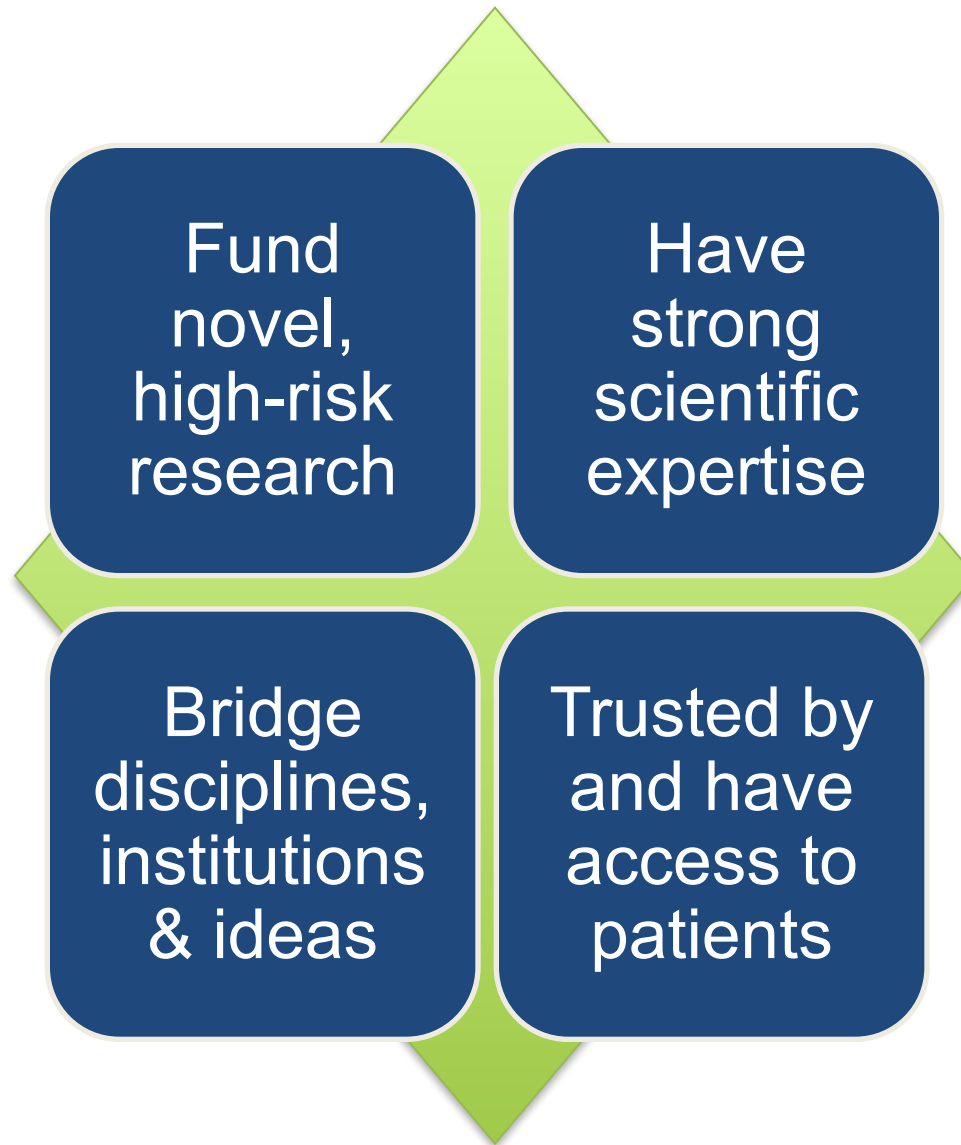 Fund
novel,
high-risk
research
Have
strong
scientific
expertise
Bridge
disciplines,
institutions
& ideas
Trusted by
and have
access to
patients